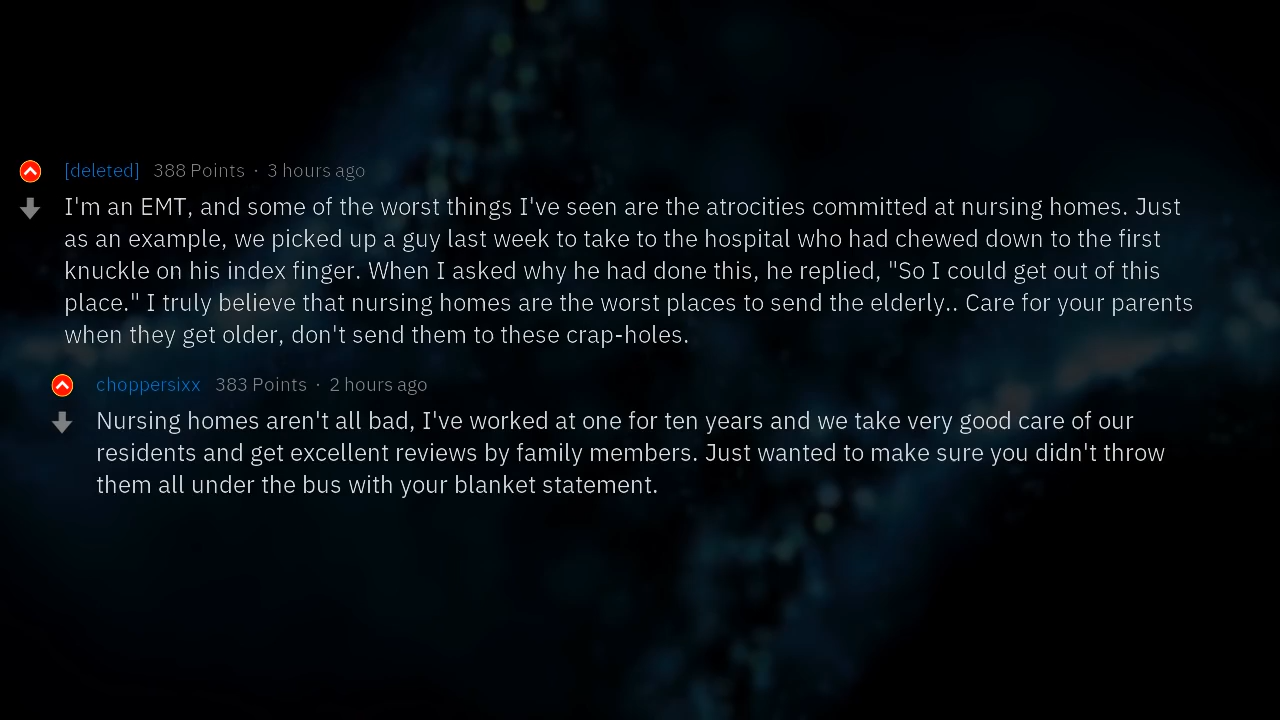 [deleted] 388 Points · 3 hours ago
I'm an EMT, and some of the worst things I've seen are the atrocities committed at nursing homes. Just
as an example, we picked up a guy last week to take to the hospital who had chewed down to the first
knuckle on his index finger. When I asked why he had done this, he replied, "So I could get out of this
place." I truly believe that nursing homes are the worst places to send the elderly.. Care for your parents
when they get older, don't send them to these crap-holes.
choppersixx 383 Points · 2 hours ago
Nursing homes aren't all bad, I've worked at one for ten years and we take very good care of our
residents and get excellent reviews by family members. Just wanted to make sure you didn't throw
them all under the bus with your blanket statement.